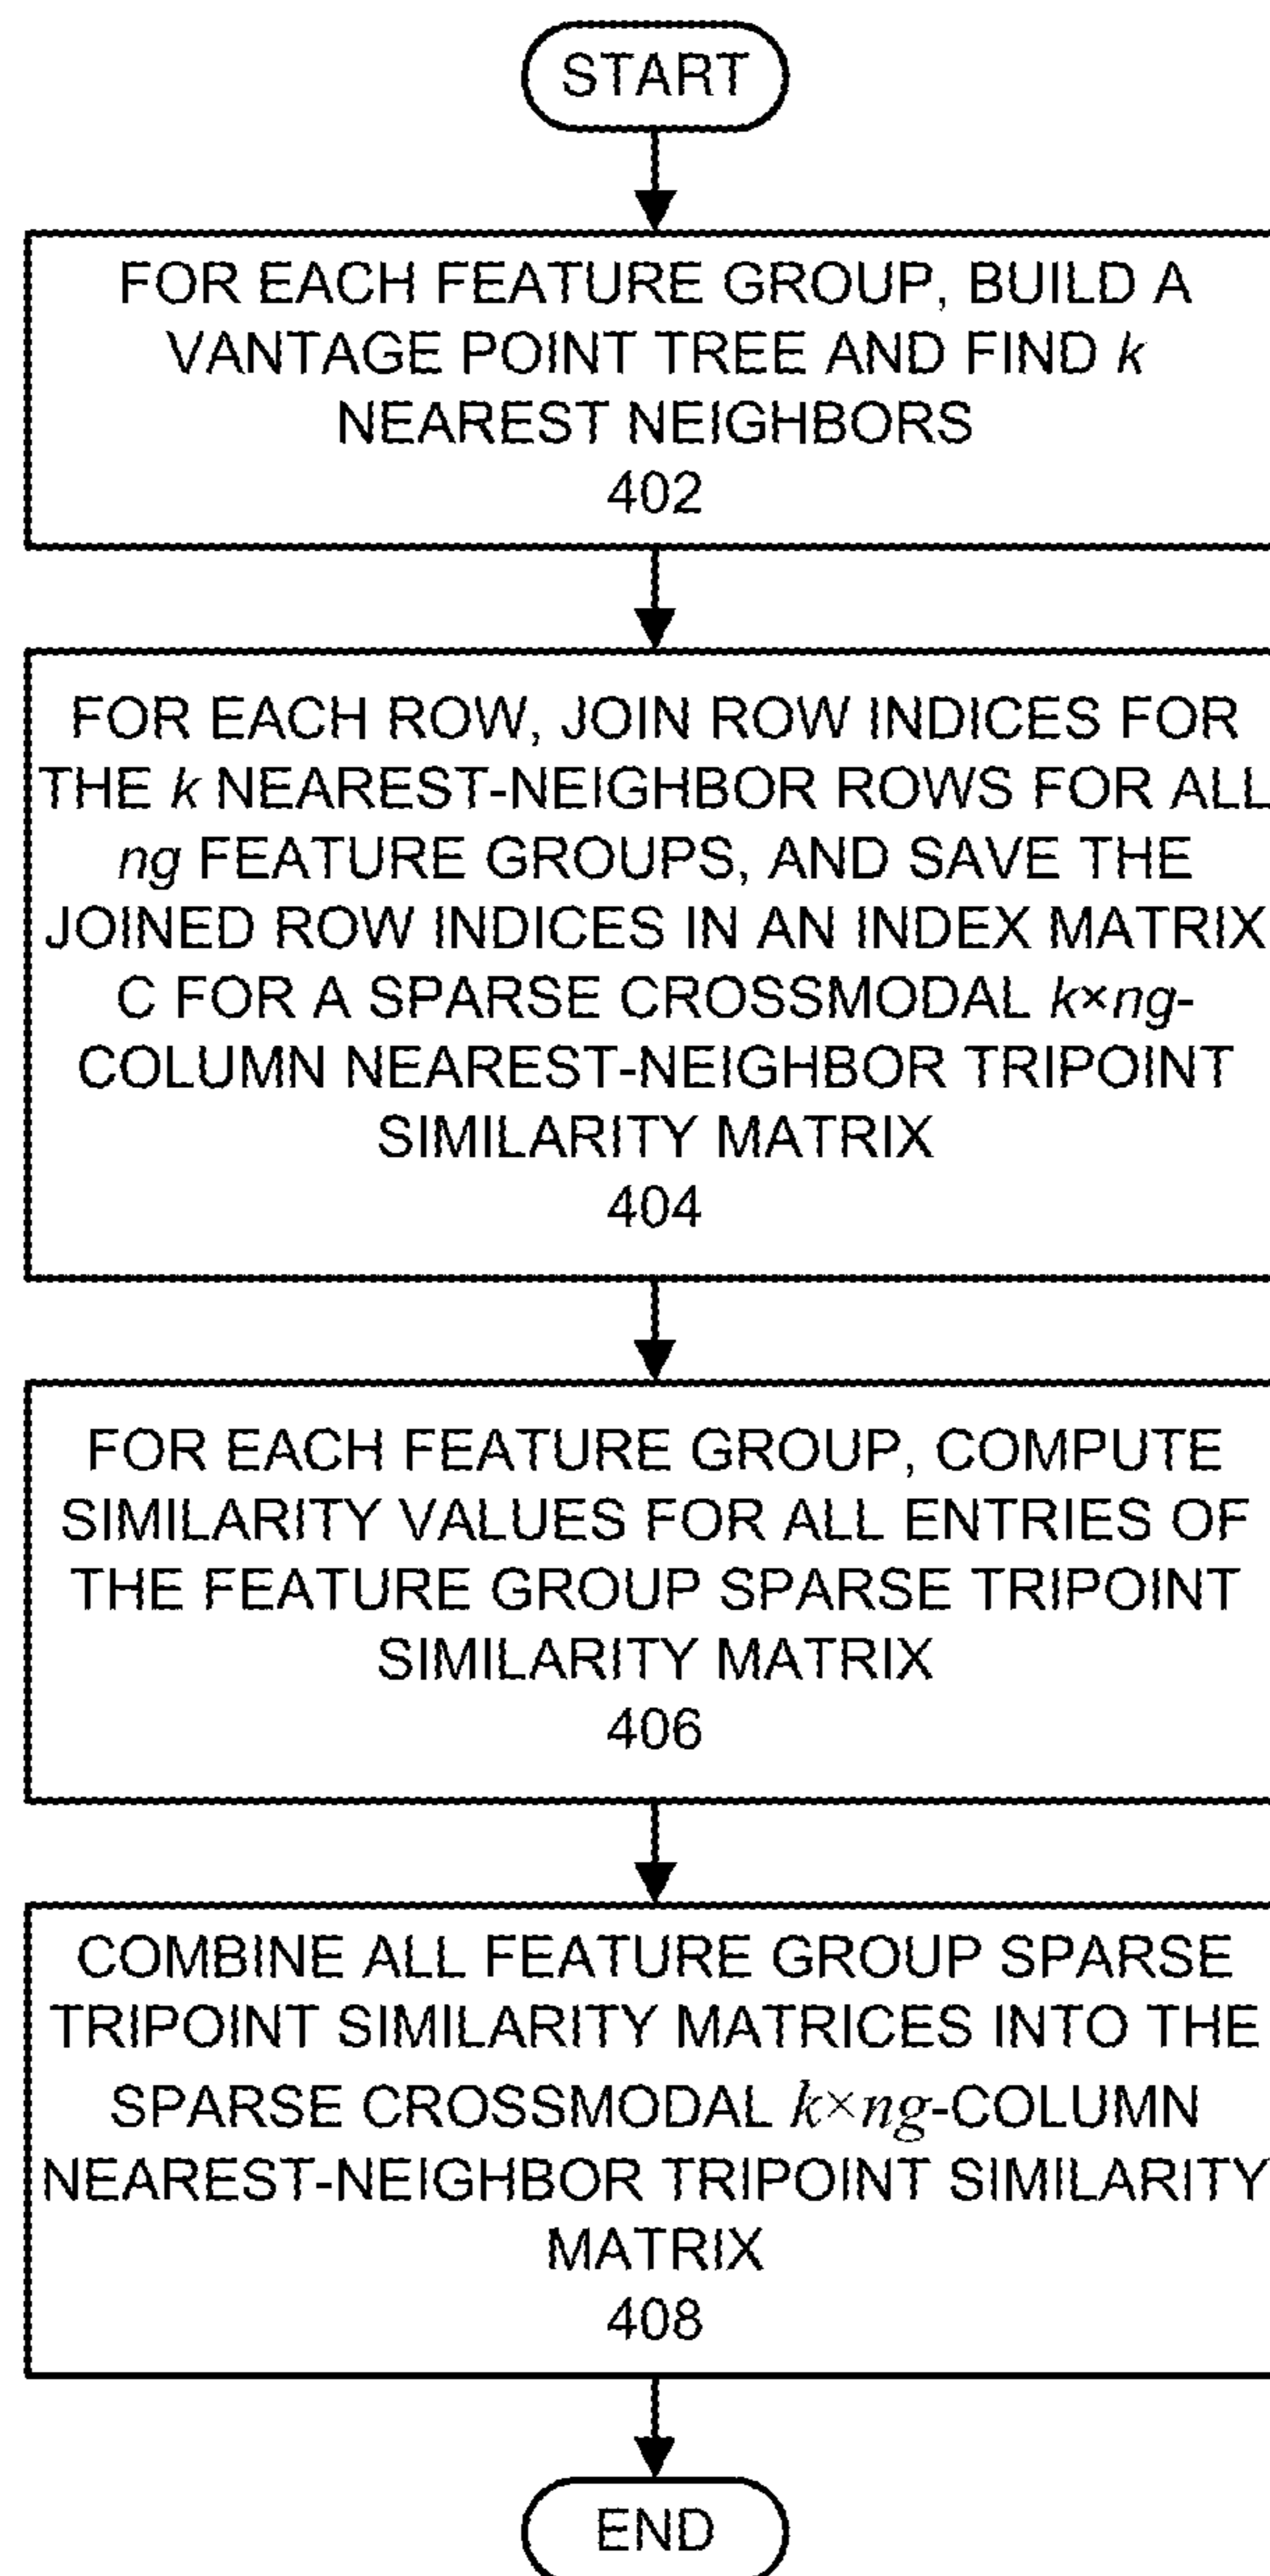 START
FOR EACH FEATURE GROUP, BUILD A
VANTAGE POINT TREE AND FIND k
NEAREST NEIGHBORS
402
FOR EACH ROW, JOIN ROW INDICES FOR
THE k NEAREST-NEIGHBOR ROWS FOR ALL
ng FEATURE GROUPS, AND SAVE THE
JOINED ROW INDICES IN AN INDEX MATRIX
C FOR A SPARSE CROSSMODAL k×ng-
COLUMN NEAREST-NEIGHBOR TRIPOINT
SIMILARITY MATRIX
404
FOR EACH FEATURE GROUP, COMPUTE
SIMILARITY VALUES FOR ALL ENTRIES OF
THE FEATURE GROUP SPARSE TRIPOINT
SIMILARITY MATRIX
406
COMBINE ALL FEATURE GROUP SPARSE
TRIPOINT SIMILARITY MATRICES INTO THE
SPARSE CROSSMODAL k×ng-COLUMN
NEAREST-NEIGHBOR TRIPOINT SIMILARITY
MATRIX
408
END